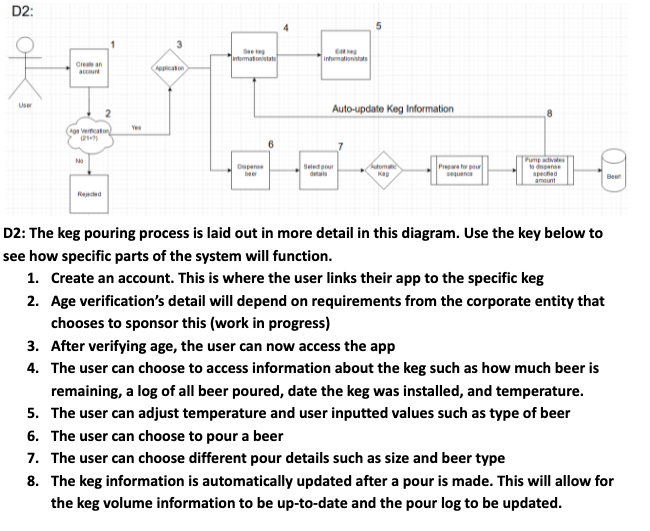 D2:
1
2
3
4
5
6
7
8
User
Create an
account
Age Verification
(21+?)
Yes
No
Rejected
Application
See keg
information/stats
Edit keg
information/stats
Auto-update Keg Information
Dispense
beer
Select pour
details
Automatic
Keg
Prepare for pour
sequence
Pump activates
to dispense
specified
amount
Beer
D2: The keg pouring process is laid out in more detail in this diagram. Use the key below to
see how specific parts of the system will function.
1. Create an account. This is where the user links their app to the specific keg
2. Age verification’s detail will depend on requirements from the corporate entity that
chooses to sponsor this (work in progress)
3. After verifying age, the user can now access the app
4. The user can choose to access information about the keg such as how much beer is
remaining, a log of all beer poured, date the keg was installed, and temperature.
5. The user can adjust temperature and user inputted values such as type of beer
6. The user can choose to pour a beer
7. The user can choose different pour details such as size and beer type
8. The keg information is automatically updated after a pour is made. This will allow for
the keg volume information to be up-to-date and the pour log to be updated.